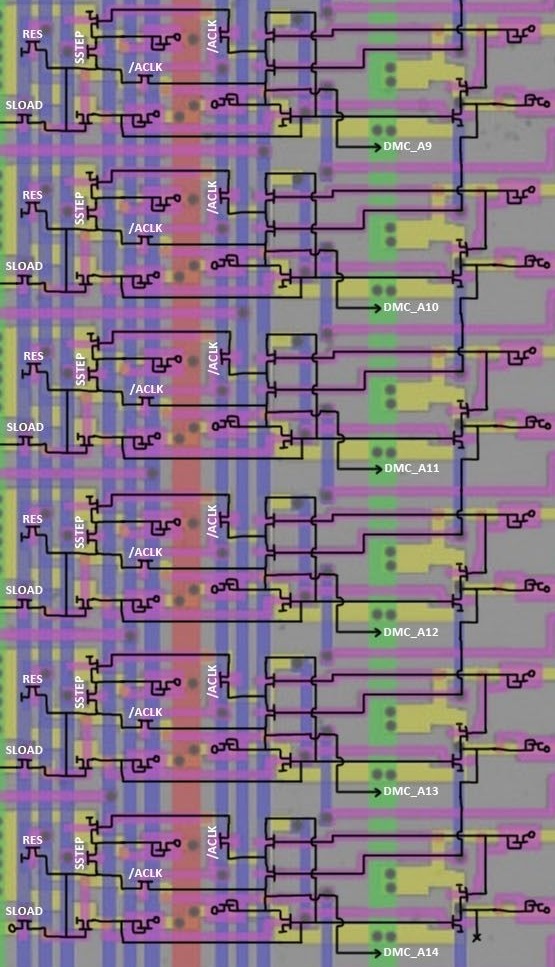 RES
SSTEP
/ACLK
/ACLK
SLOAD
DMC_A9
RES
SSTEP
/ACLK
/ACLK
SLOAD
DMC_A10
RES
SSTEP
/ACLK
/ACLK
SLOAD
DMC_A11
RES
SSTEP
/ACLK
/ACLK
SLOAD
DMC_A12
RES
SSTEP
/ACLK
/ACLK
SLOAD
DMC_A13
RES
SSTEP
/ACLK
/ACLK
SLOAD
DMC_A14